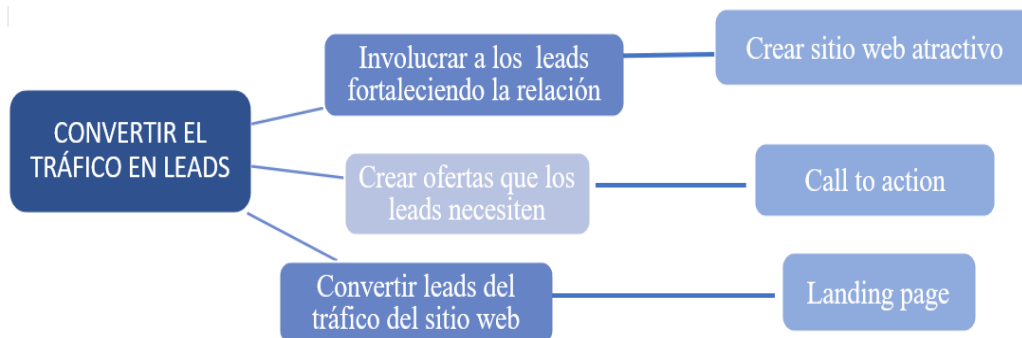 CONVERTIR EL
TRÁFICO EN LEADS
Involucrar a los leads
fortaleciendo la relación
Crear sitio web atractivo
Crear ofertas que los
leads necesiten
Call to action
Convertir leads del
tráfico del sitio web
Landing page